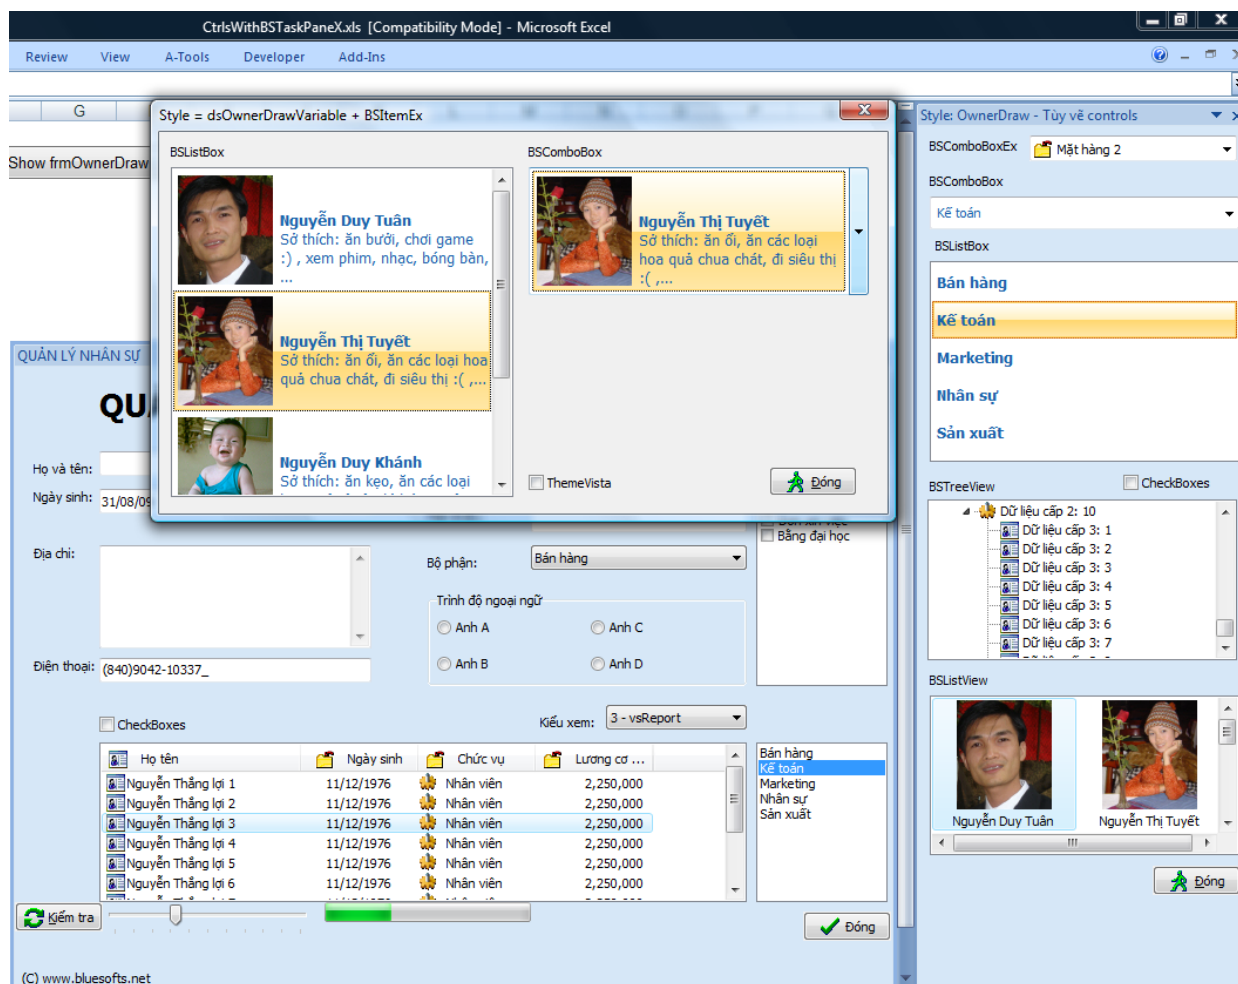 CtrlsWithBSTaskPaneX.xls [Compatibility Mode] - Microsoft Excel
Review View A-Tools Developer Add-Ins
G
Show frmOwnerDraw
Style = dsOwnerDrawVariable + BSItemEx
BSListBox
Nguyễn Duy Tuân
Sở thích: ăn bưởi, chơi game
:) , xem phim, nhạc, bóng bàn,
...
Nguyễn Thị Tuyết
Sở thích: ăn ổi, ăn các loại hoa
quả chua chát, đi siêu thị :( ,...
Nguyễn Duy Khánh
Sở thích: ăn kẹo, ăn các loại
BSComboBox
Nguyễn Thị Tuyết
Sở thích: ăn ổi, ăn các loại
hoa quả chua chát, đi siêu thị
:( ,...
ThemeVista
Đóng
QUẢN LÝ NHÂN SỰ
Họ và tên:
Ngày sinh: 31/08/09
Địa chỉ:
Điện thoại: (840)9042-10337_
Bằng đại học
Bộ phận: Bán hàng
Trình độ ngoại ngữ
Anh A Anh C
Anh B Anh D
CheckBoxes
Kiểu xem: 3 - vsReport
Họ tên Ngày sinh Chức vụ Lương cơ ...
Nguyễn Thắng lợi 1 11/12/1976 Nhân viên 2,250,000
Nguyễn Thắng lợi 2 11/12/1976 Nhân viên 2,250,000
Nguyễn Thắng lợi 3 11/12/1976 Nhân viên 2,250,000
Nguyễn Thắng lợi 4 11/12/1976 Nhân viên 2,250,000
Nguyễn Thắng lợi 5 11/12/1976 Nhân viên 2,250,000
Nguyễn Thắng lợi 6 11/12/1976 Nhân viên 2,250,000
Bán hàng
Kế toán
Marketing
Nhân sự
Sản xuất
Kiểm tra
Đóng
(C) www.bluesofts.net
Style: OwnerDraw - Tùy vẽ controls
BSComboBoxEx Mặt hàng 2
BSComboBox
Kế toán
BSListBox
Bán hàng
Kế toán
Marketing
Nhân sự
Sản xuất
BSTreeView CheckBoxes
Dữ liệu cấp 2: 10
Dữ liệu cấp 3: 1
Dữ liệu cấp 3: 2
Dữ liệu cấp 3: 3
Dữ liệu cấp 3: 4
Dữ liệu cấp 3: 5
Dữ liệu cấp 3: 6
Dữ liệu cấp 3: 7
BSListView
Nguyễn Duy Tuân Nguyễn Thị Tuyết
Đóng